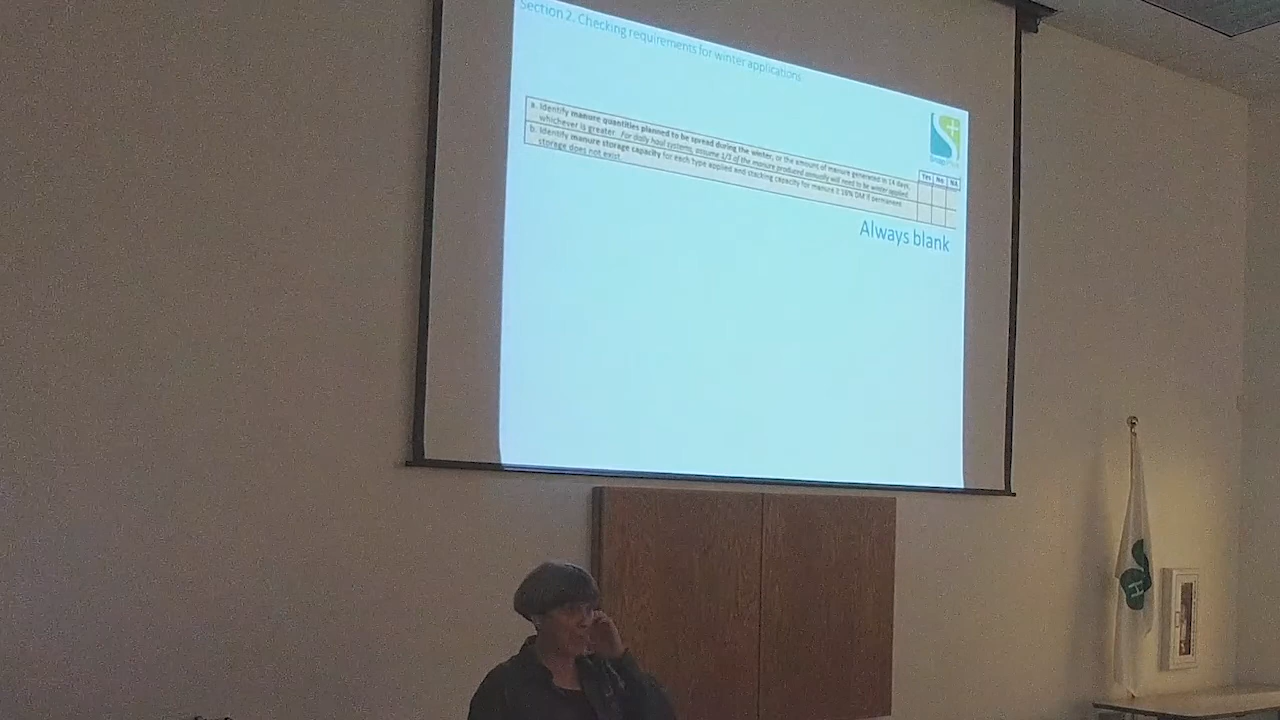 Section 2. Checking requirements for winter applications
Yes No NA
a. Identify manure quantities planned to be spread during the winter, or the amount of manure generated in 14 days,
whichever is greater. For daily haul systems, assume 1/3 of the manure produced annually will need to be winter applied.
b. Identify manure storage capacity for each type applied and stacking capacity for manure ≥ 16% DM if permanent
storage does not exist.
Always blank
H